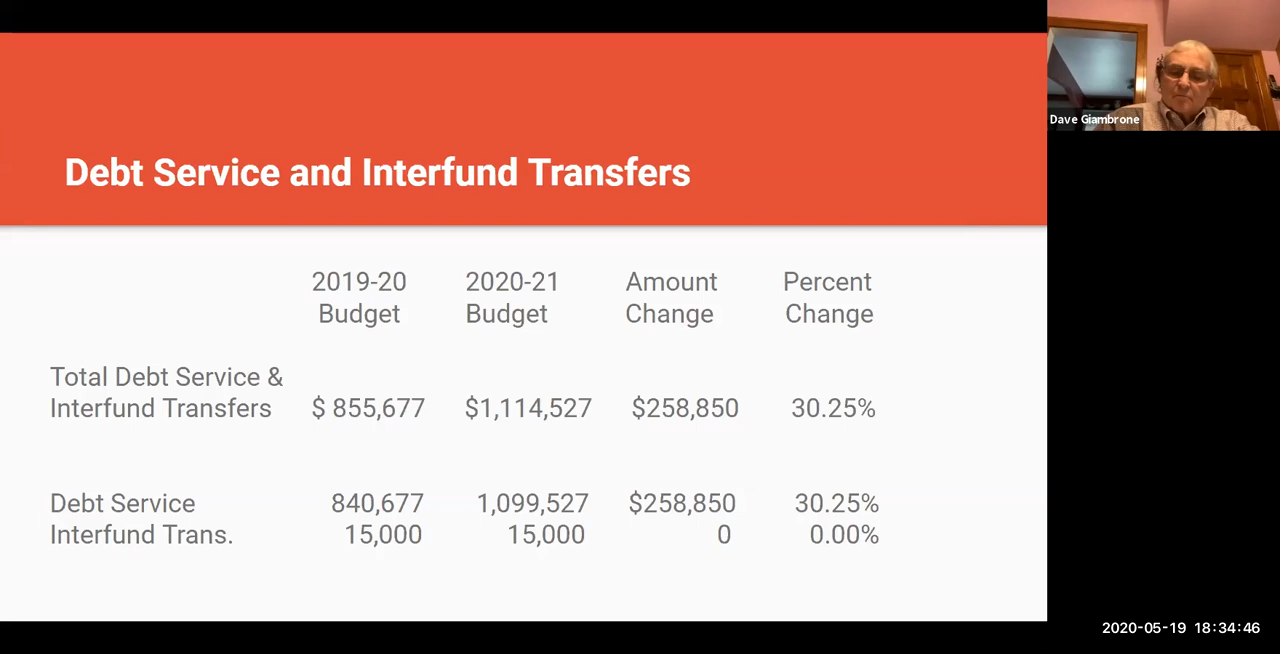 Debt Service and Interfund Transfers
Dave Giambrone
2019-20 2020-21 Amount Percent
Budget Budget Change Change
Total Debt Service &
Interfund Transfers $ 855,677 $1,114,527 $258,850 30.25%
Debt Service 840,677 1,099,527 $258,850 30.25%
Interfund Trans. 15,000 15,000 0 0.00%
2020-05-19 18:34:46